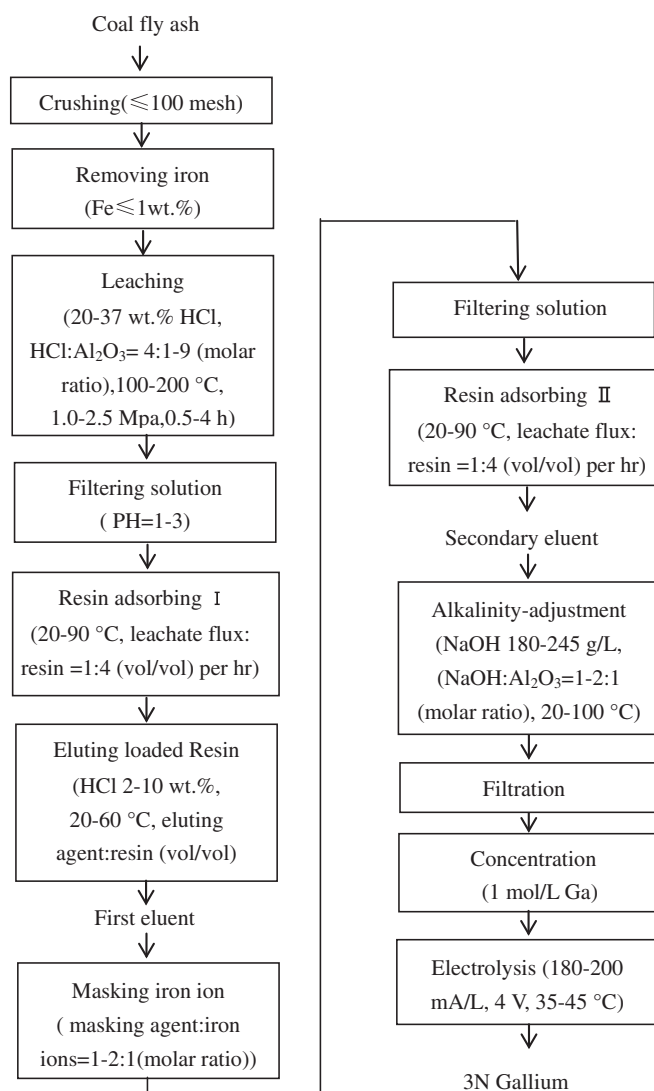 Coal fly ash
Crushing(≤100 mesh)
Removing iron
(Fe≤1wt.%)
Leaching
(20-37 wt.% HCl,
HCl:Al₂O₃= 4:1-9 (molar
ratio),100-200 °C,
1.0-2.5 Mpa,0.5-4 h)
Filtering solution
( PH=1-3)
Resin adsorbing Ⅰ
(20-90 °C, leachate flux:
resin =1:4 (vol/vol) per hr)
Eluting loaded Resin
(HCl 2-10 wt.%,
20-60 °C, eluting
agent:resin (vol/vol)
First eluent
Masking iron ion
( masking agent:iron
ions=1-2:1(molar ratio))
Filtering solution
Resin adsorbing Ⅱ
(20-90 °C, leachate flux:
resin =1:4 (vol/vol) per hr)
Secondary eluent
Alkalinity-adjustment
(NaOH 180-245 g/L,
(NaOH:Al₂O₃=1-2:1
(molar ratio), 20-100 °C)
Filtration
Concentration
(1 mol/L Ga)
Electrolysis (180-200
mA/L, 4 V, 35-45 °C)
3N Gallium